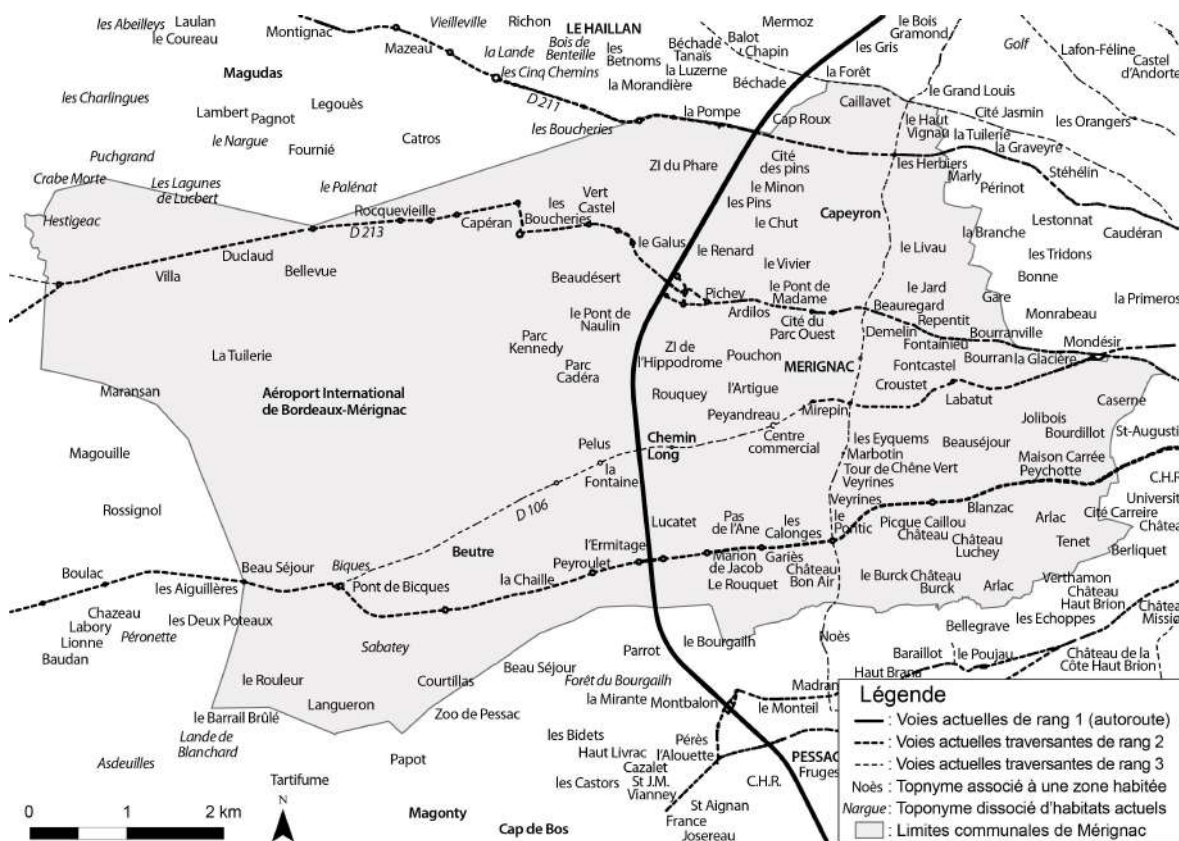 les Abeilleys
Laulan
le Coureau
Montignac
Vieilleville
Richon
LE HAILLAN
Mermoz
le Bois
Gramond
Mazeau
la Lande
Bois de
Benteille
les
Betnoms
Béchade
Tanaïs
Balot
Chapin
les Gris
Golf
Lafon-Féline
Castel
d'Andorte
Magudas
les Cinq Chemins
la Luzerne
la Morandière
Béchade
la Forêt
le Grand Louis
les Charlingues
Lambert
Pagnot
Legouès
D 211
la Pompe
Cap Roux
Caillavet
Cité Jasmin
le Haut
Vignau
les Orangers
le Nargue
Fournié
Catros
les Boucheries
la Tuilerie
la Graveyre
Puchgrand
Crabe Morte
Les Lagunes
de Lucbert
le Palénat
ZI du Phare
Cité
des pins
les Herbiers
Marly
Stéhélin
Périnot
Hestigeac
Rocquevieille
D 213
Capéran
les
Boucheries
Vert
Castel
le Minon
les Pins
le Chut
Capeyron
Lestonnat
la Branche
Caudéran
le Galus
le Renard
le Livau
les Tridons
Villa
Duclaud
Bellevue
Beaudésert
le Vivier
Bonne
Pichey
le Pont de
Madame
le Jard
Gare
la Primerose
le Pont de
Naulin
Ardilos
Cité du
Parc Ouest
Beauregard
Repentit
Demelin
Fontainieu
Bourranville
Monrabeau
La Tuilerie
Parc
Kennedy
ZI de
l'Hippodrome
Pouchon
MERIGNAC
Bourran
la Glacière
Mondésir
Parc
Cadéra
Fontcastel
Maransan
Aéroport International
de Bordeaux-Mérignac
Rouquey
l'Artigue
Croustet
Labatut
Caserne
Peyandreau
Mirepin
Jolibois
Bourdillot
St-Augustin
Magouille
Pelus
Chemin
Long
Centre
commercial
les Eyquems
Marbotin
Beauséjour
la
Fontaine
Tour de
Veyrines
Chêne Vert
Maison Carrée
Peychotte
C.H.R.
Rossignol
D 106
Veyrines
le
Pontic
Blanzac
Lucatet
Pas
de l'Ane
les
Calonges
Picque Caillou
Château
Arlac
Cité Carreire
Beutre
l'Ermitage
Château
Luchey
Tenet
Berliquet
Boulac
Beau Séjour
Biques
Pont de Bicques
la Chaille
Peyroulet
Marion
de Jacob
Gariès
Château
Bon Air
les Aiguillères
Le Rouquet
le Burck
Château
Burck
Arlac
Verthamon
Château
Haut Brion
Chazeau
Labory
Lionne
Baudan
Péronette
les Deux Poteaux
Sabatey
le Bourgailh
Noès
Bellegrave
les Echoppes
Parrot
Baraillot
le Poujau
Château de la
Côte Haut Brion
Beau Séjour
Forêt du Bourgailh
le Rouleur
Courtillas
la Mirante
Montbalon
Madran
Haut Brana
le Monteil
Langueron
le Barrail Brûlé
Lande de
Blanchard
Zoo de Pessac
les Bidets
Pérès
Asdeuilles
Papot
Haut Livrac
l'Alouette
PESSAC
Cazalet
Fruges
Tartifume
les Castors
St J.M.
Vianney
C.H.R.
St Aignan
France
Josereau
Magonty
Cap de Bos
0 1 2 km
N
Légende
: Voies actuelles de rang 1 (autoroute)
: Voies actuelles traversantes de rang 2
: Voies actuelles traversantes de rang 3
Noès : Topnyme associé à une zone habitée
Nargue : Toponyme dissocié d'habitats actuels
: Limites communales de Mérignac